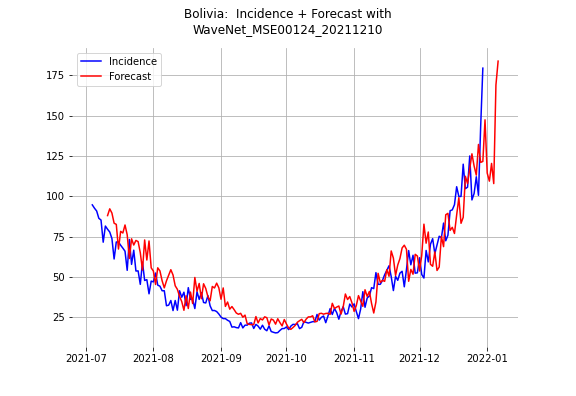 Bolivia:  Incidence + Forecast with
WaveNet_MSE00124_20211210
Incidence
Forecast
175
150
125
100
75
50
25
2021-07 2021-08 2021-09 2021-10 2021-11 2021-12 2022-01